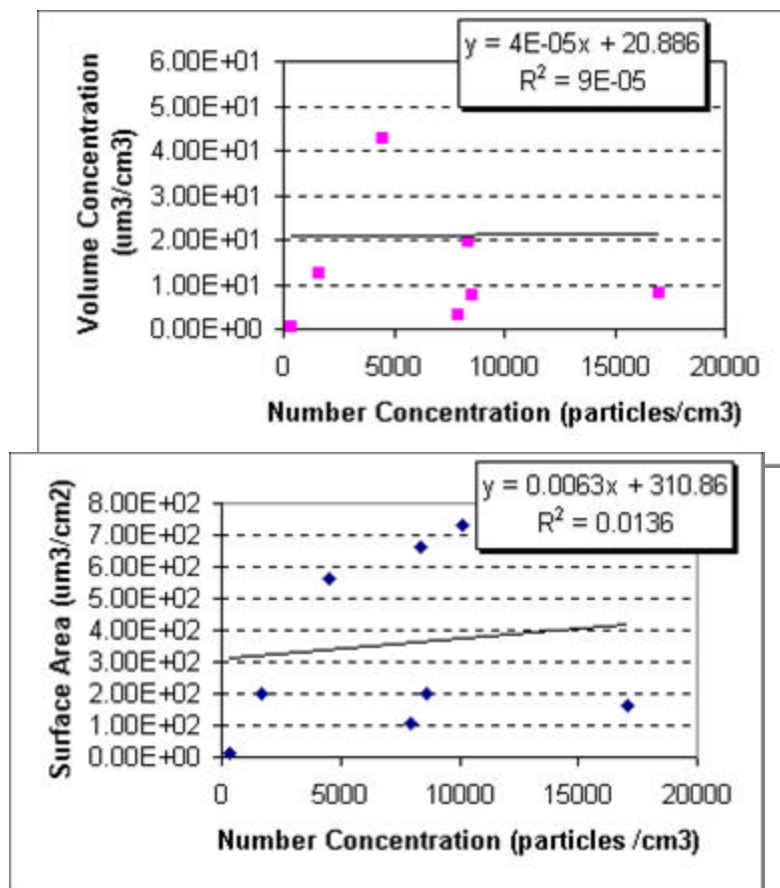 y = 4E-05x + 20.886
R² = 9E-05
Volume Concentration
(um3/cm3)
6.00E+01
5.00E+01
4.00E+01
3.00E+01
2.00E+01
1.00E+01
0.00E+00
0 5000 10000 15000 20000
Number Concentration (particles/cm3)
y = 0.0063x + 310.86
R² = 0.0136
Surface Area (um3/cm2)
8.00E+02
7.00E+02
6.00E+02
5.00E+02
4.00E+02
3.00E+02
2.00E+02
1.00E+02
0.00E+00
0 5000 10000 15000 20000
Number Concentration (particles /cm3)